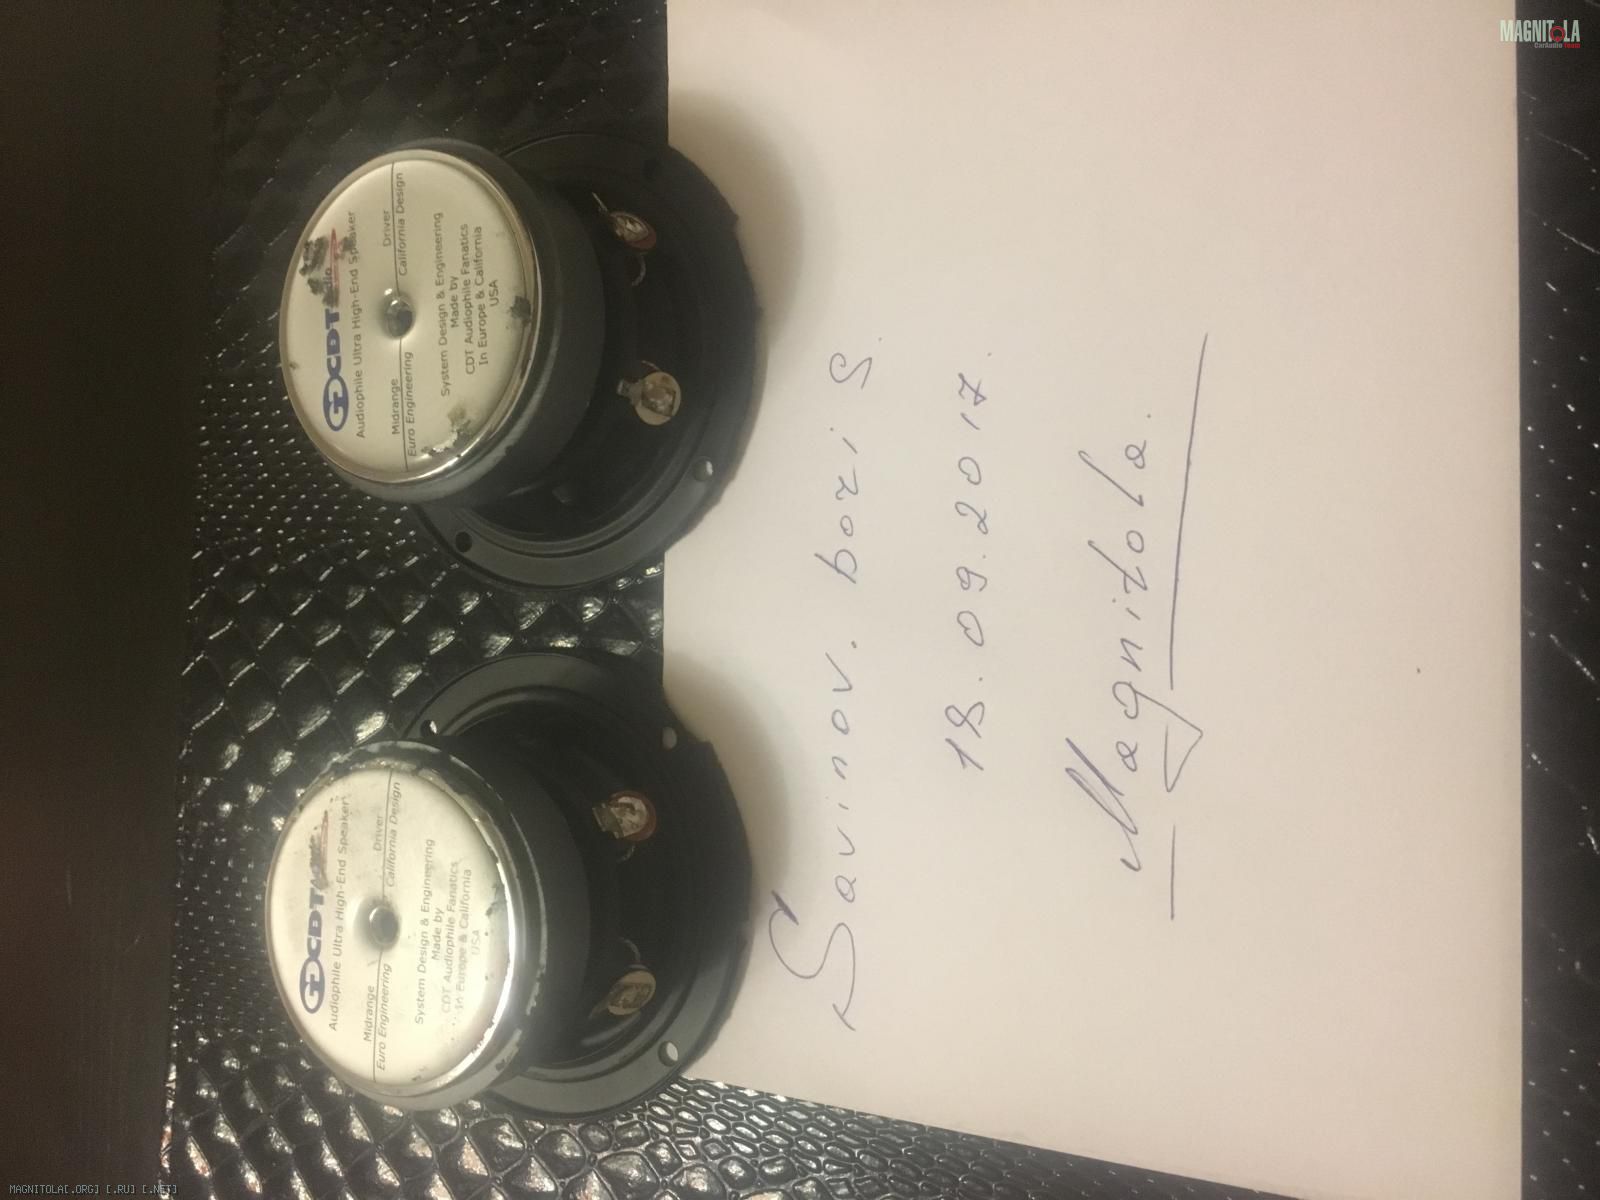 CDT Audio
Audiophile Ultra High-End Speaker
Midrange Driver
Euro Engineering California Design
System Design & Engineering
Made by
CDT Audiophile Fanatics
In Europe & California
USA
CDT
Audiophile Ultra High-End Speaker
Midrange Driver
Euro Engineering California Design
System Design & Engineering
Made by
CDT Audiophile Fanatics
In Europe & California
USA
Savinov. bori S.
18.09.2017.
Magnitola.
MAGNITOLA
CarAudio Team
MAGNITOLA[.ORG] [.RU] [.NET]